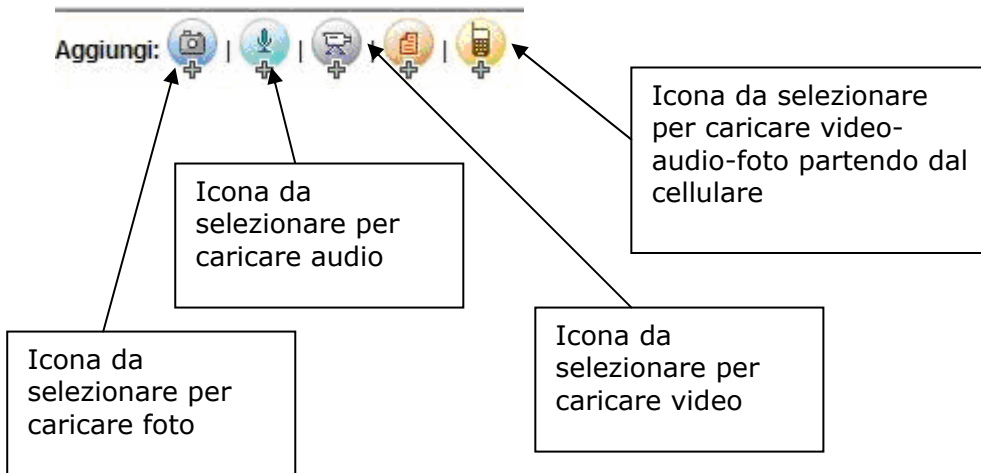 Aggiungi: | | | |
Icona da selezionare
per caricare video-
audio-foto partendo dal
cellulare
Icona da
selezionare per
caricare audio
Icona da
selezionare per
caricare video
Icona da
selezionare per
caricare foto